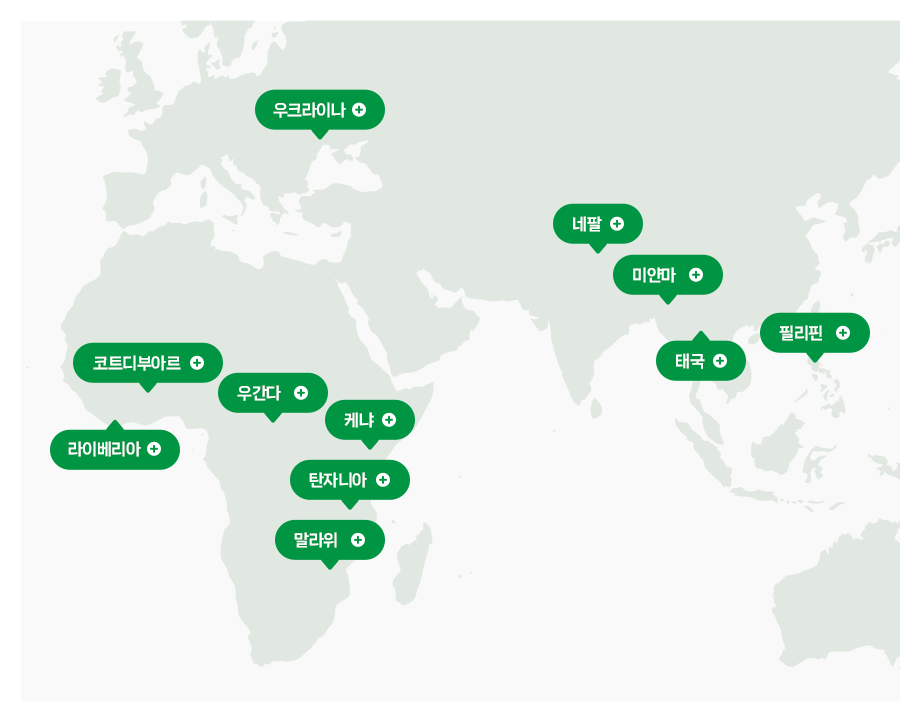 우크라이나
네팔
미얀마
필리핀
태국
코트디부아르
우간다
케냐
라이베리아
탄자니아
말라위